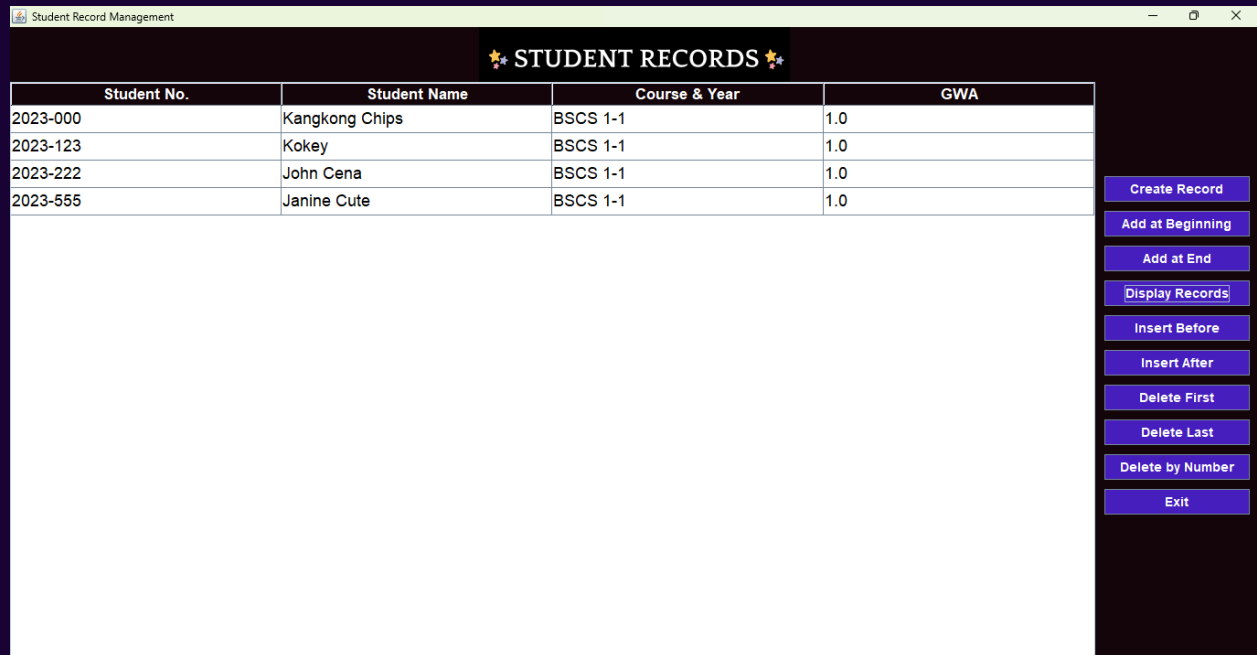 Student Record Management
STUDENT RECORDS
Student No. Student Name Course & Year GWA
2023-000 Kangkong Chips BSCS 1-1 1.0
2023-123 Kokey BSCS 1-1 1.0
2023-222 John Cena BSCS 1-1 1.0
2023-555 Janine Cute BSCS 1-1 1.0
Create Record
Add at Beginning
Add at End
Display Records
Insert Before
Insert After
Delete First
Delete Last
Delete by Number
Exit